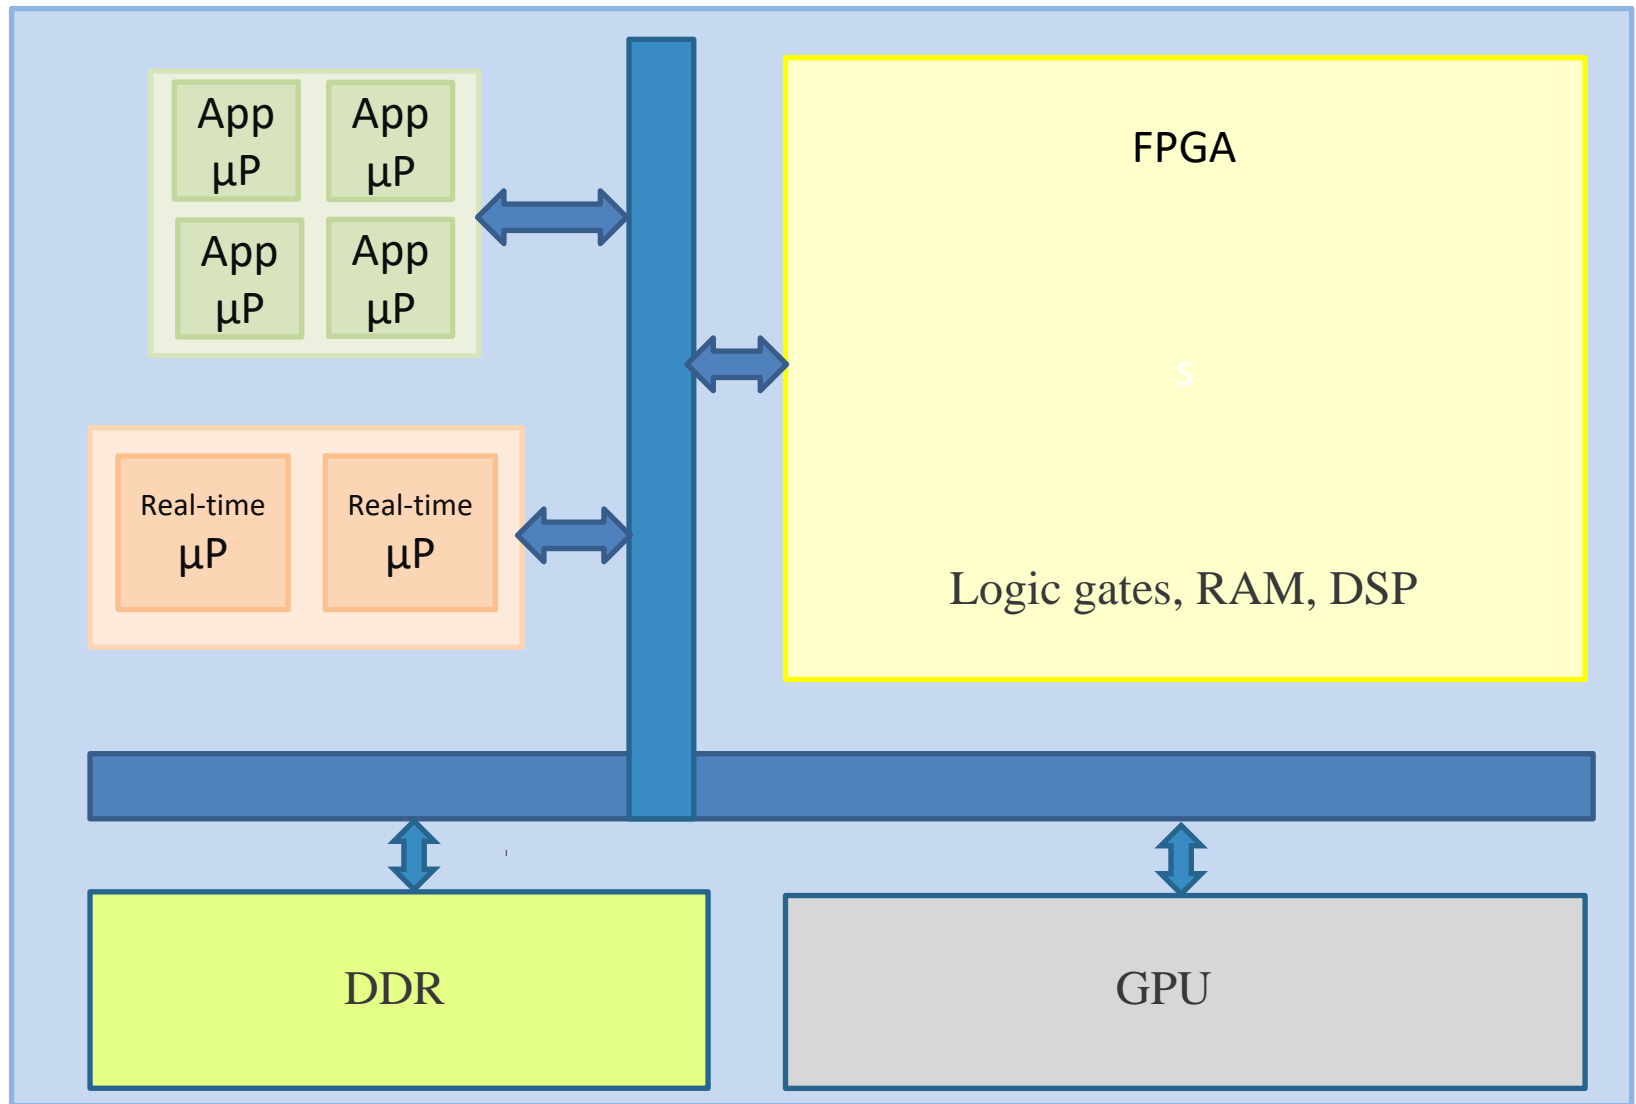 App
µP
App
µP
App
µP
App
µP
FPGA
s
Real-time
µP
Real-time
µP
Logic gates, RAM, DSP
DDR
GPU